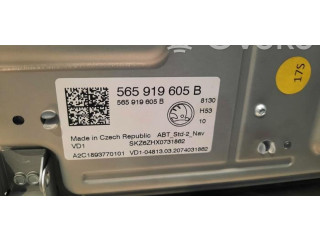 565 919 605 B
565 919 605 B
8130
H53
10
Made in Czech Republic ABT_Std-2_Nav
VD1 SKZ6ZHX0731862
A2C1893770101 VD1-04813.03.2074031862
17S